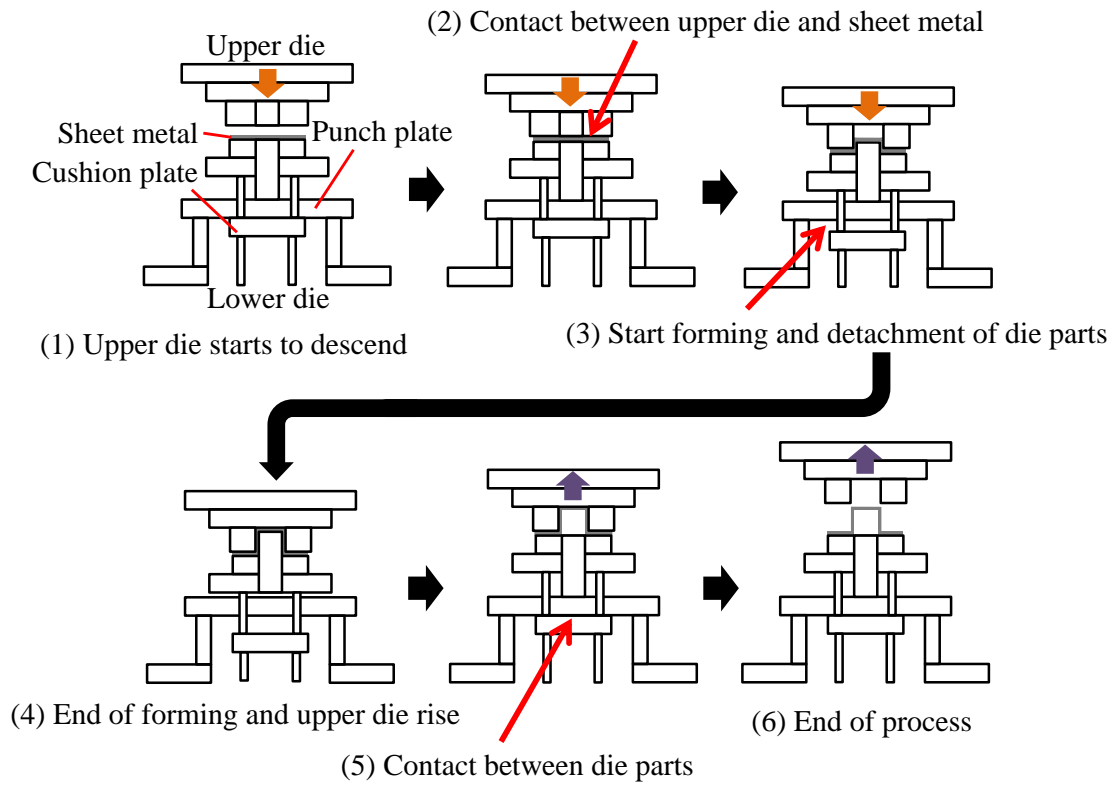 (2) Contact between upper die and sheet metal
Upper die
Sheet metal
Punch plate
Cushion plate
Lower die
(1) Upper die starts to descend
(3) Start forming and detachment of die parts
(4) End of forming and upper die rise
(6) End of process
(5) Contact between die parts